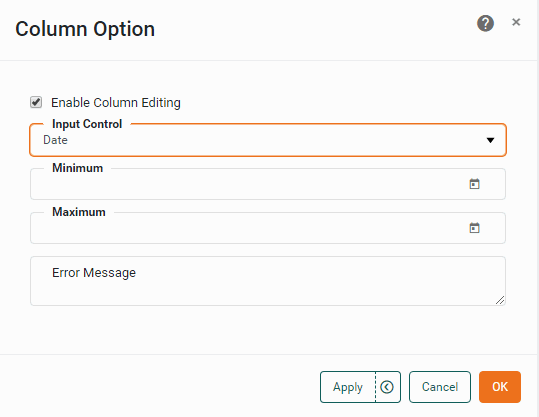 Column Option
Enable Column Editing
Input Control
Date
Minimum
Maximum
Error Message
Apply Cancel OK